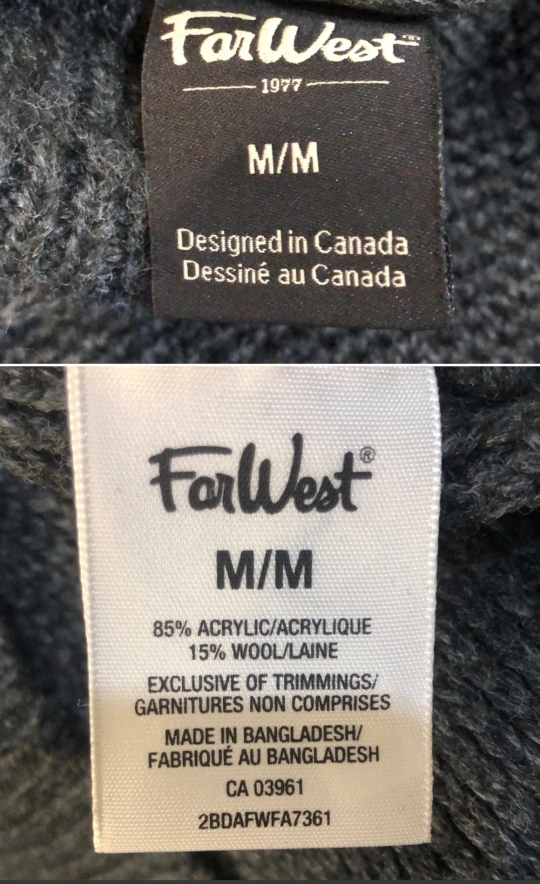 FarWest
1977
M/M
Designed in Canada
Dessiné au Canada
FarWest®
M/M
85% ACRYLIC/ACRYLIQUE
15% WOOL/LAINE
EXCLUSIVE OF TRIMMINGS/
GARNITURES NON COMPRISES
MADE IN BANGLADESH/
FABRIQUÉ AU BANGLADESH
CA 03961
2BDAFWFA7361